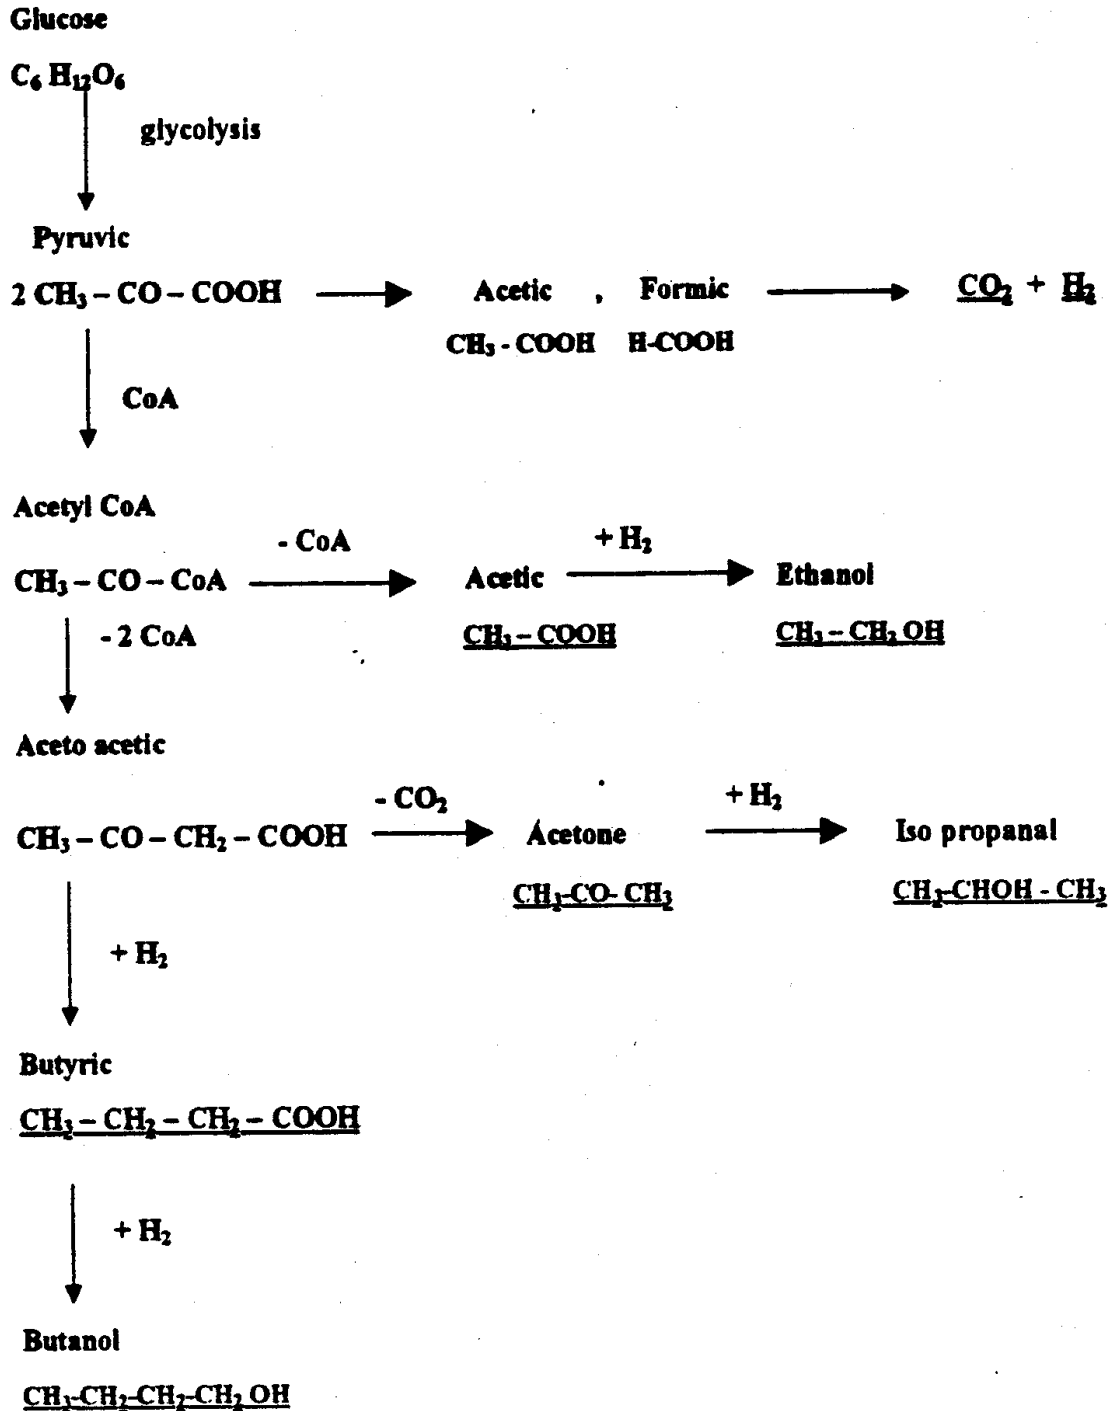 Glucose
C₆ H₁₂O₆
glycolysis
Pyruvic
2 CH₃ – CO – COOH
Acetic , Formic
CO₂ + H₂
CH₃ - COOH H-COOH
CoA
Acetyl CoA
- CoA
+ H₂
CH₃ – CO – CoA
Acetic
Ethanol
- 2 CoA
CH₃ – COOH
CH₃ – CH₂ OH
Aceto acetic
- CO₂
+ H₂
CH₃ – CO – CH₂ – COOH
Acetone
Iso propanal
CH₃-CO- CH₃
CH₃-CHOH - CH₃
+ H₂
Butyric
CH₃ – CH₂ – CH₂ – COOH
+ H₂
Butanol
CH₃-CH₂-CH₂-CH₂ OH